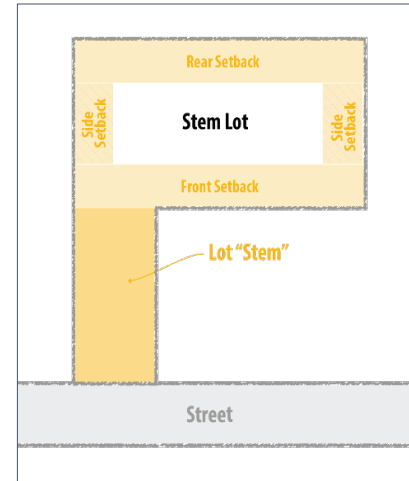 Rear Setback
Side
Setback
Stem Lot
Side
Setback
Front Setback
Lot “Stem”
Street